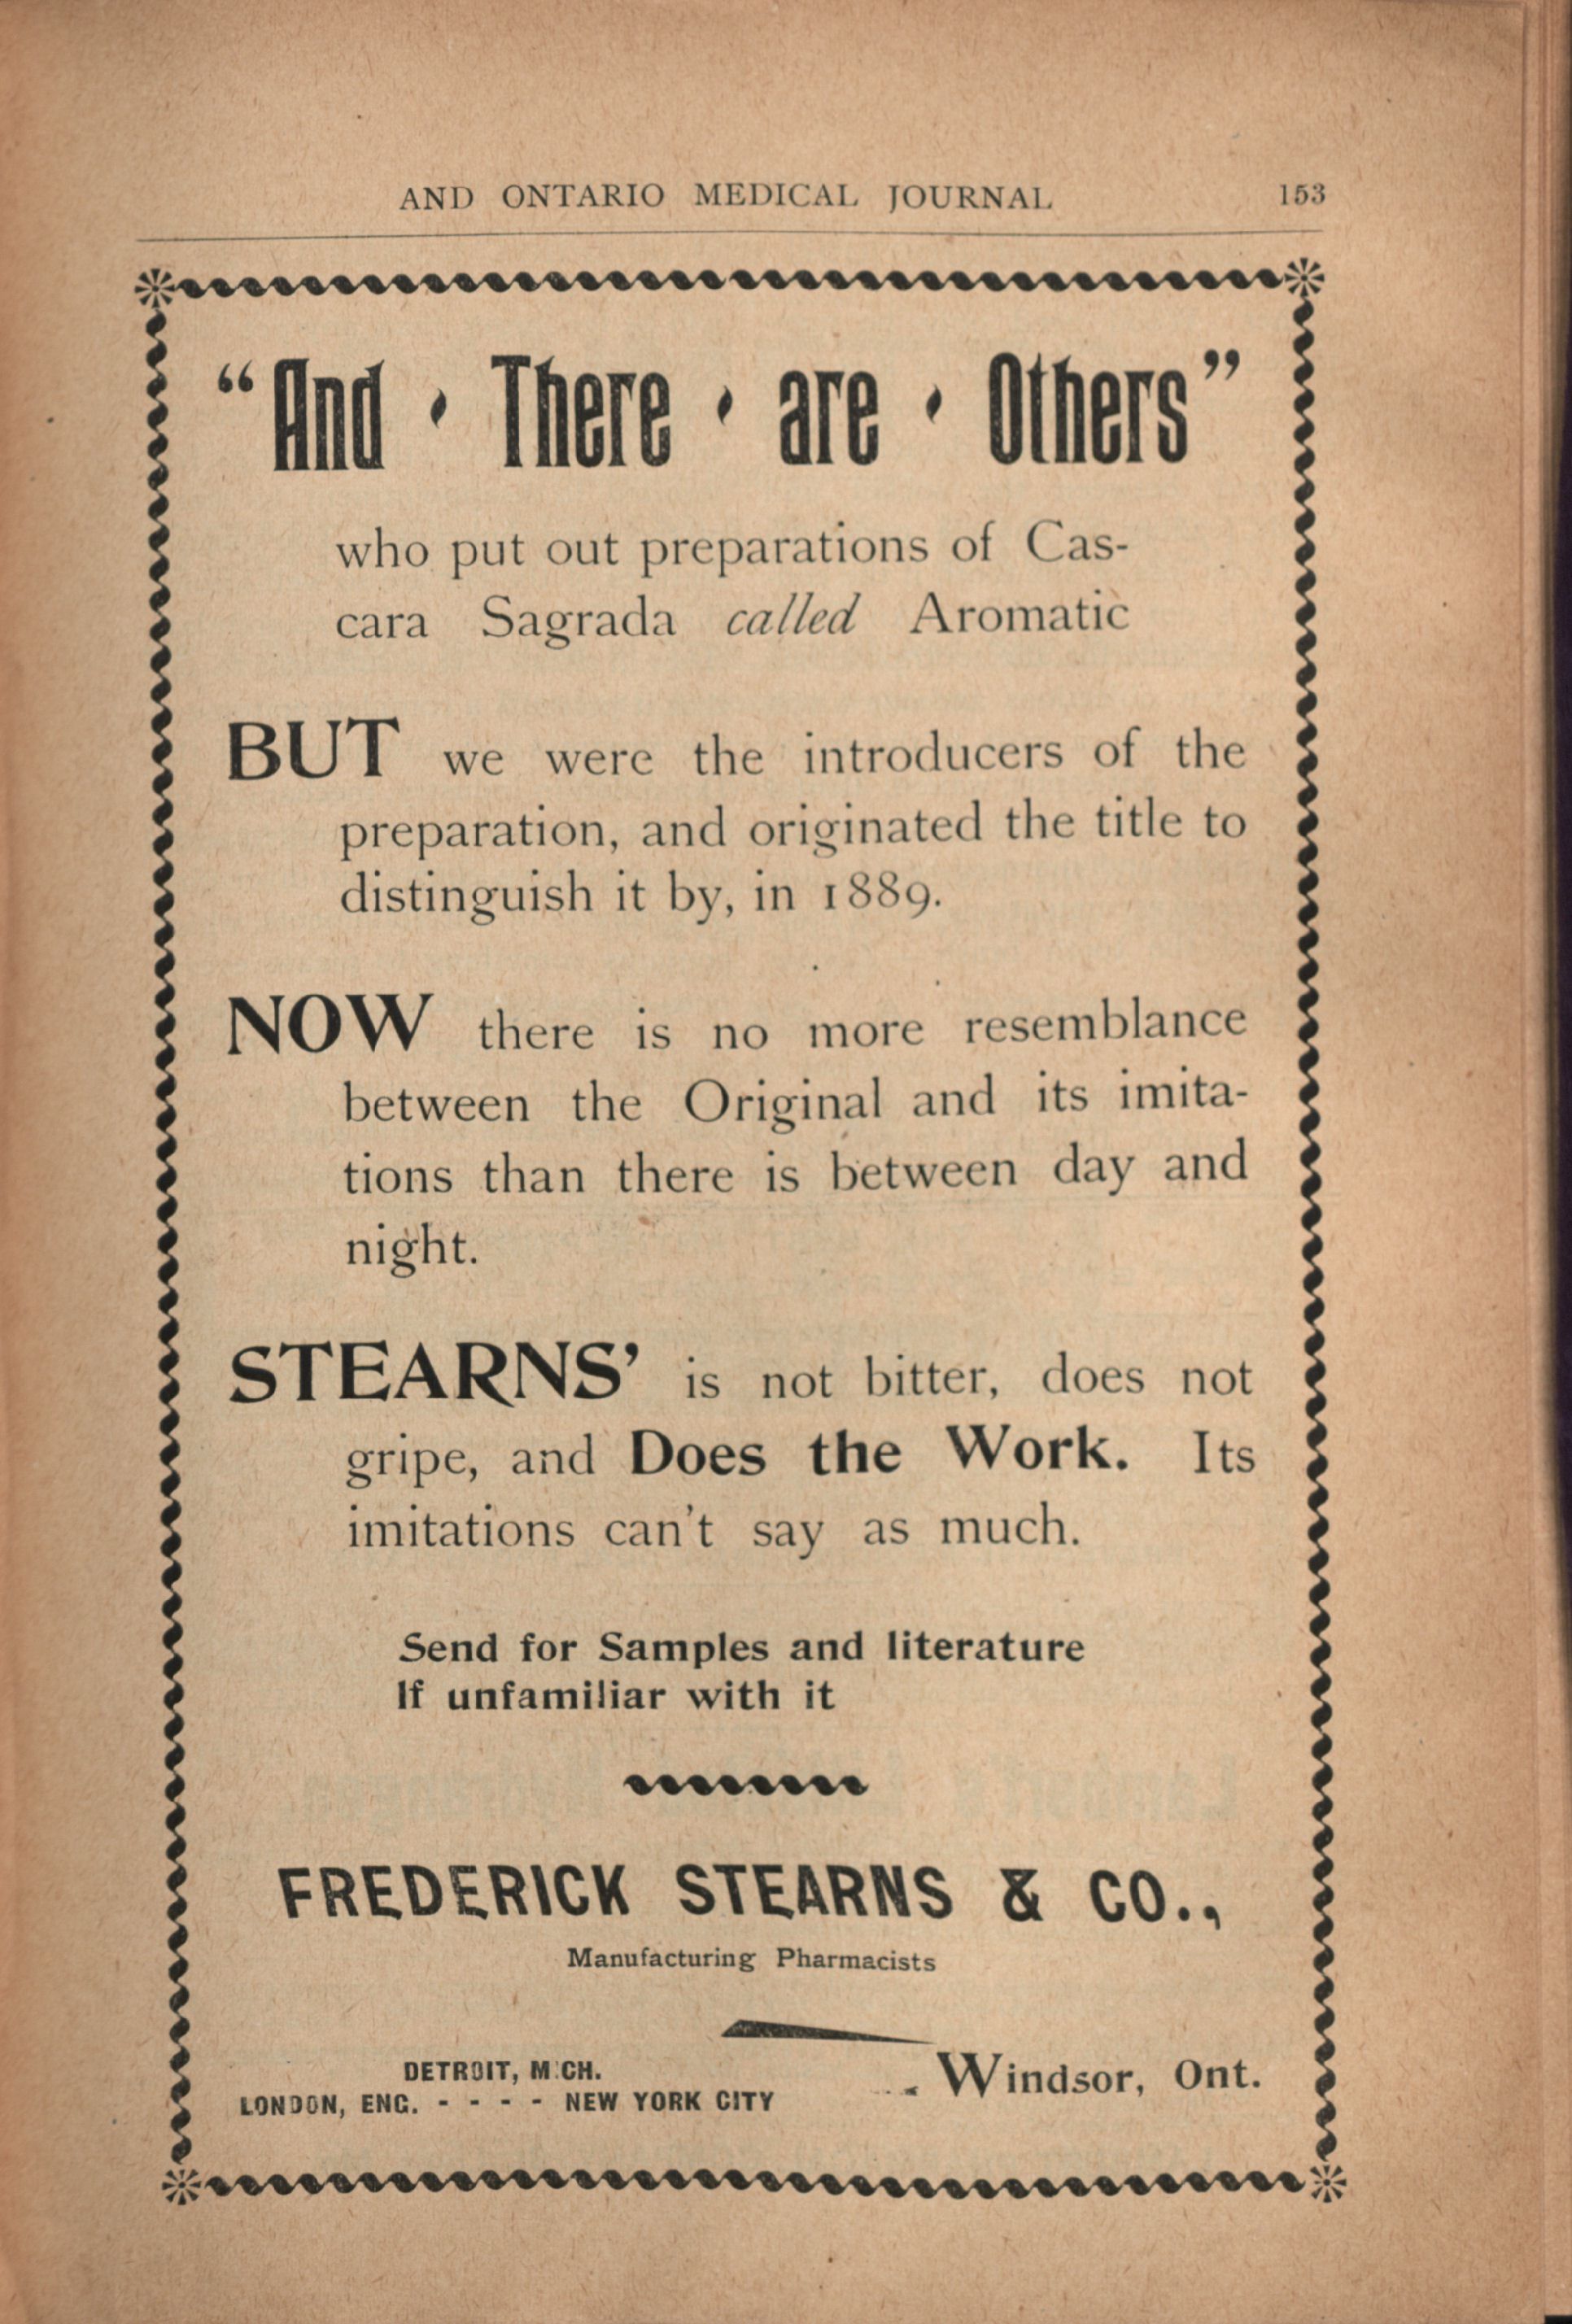 AND ONTARIO MEDICAL JOURNAL 153
“And · There · are · Others”
who put out preparations of Cas-
cara Sagrada called Aromatic
BUT we were the introducers of the
preparation, and originated the title to
distinguish it by, in 1889.
NOW there is no more resemblance
between the Original and its imita-
tions than there is between day and
night.
STEARNS’ is not bitter, does not
gripe, and Does the Work. Its
imitations can't say as much.
Send for Samples and literature
If unfamiliar with it
FREDERICK STEARNS & CO.,
Manufacturing Pharmacists
DETROIT, MICH.
LONDON, ENG. - - - - NEW YORK CITY
Windsor, Ont.